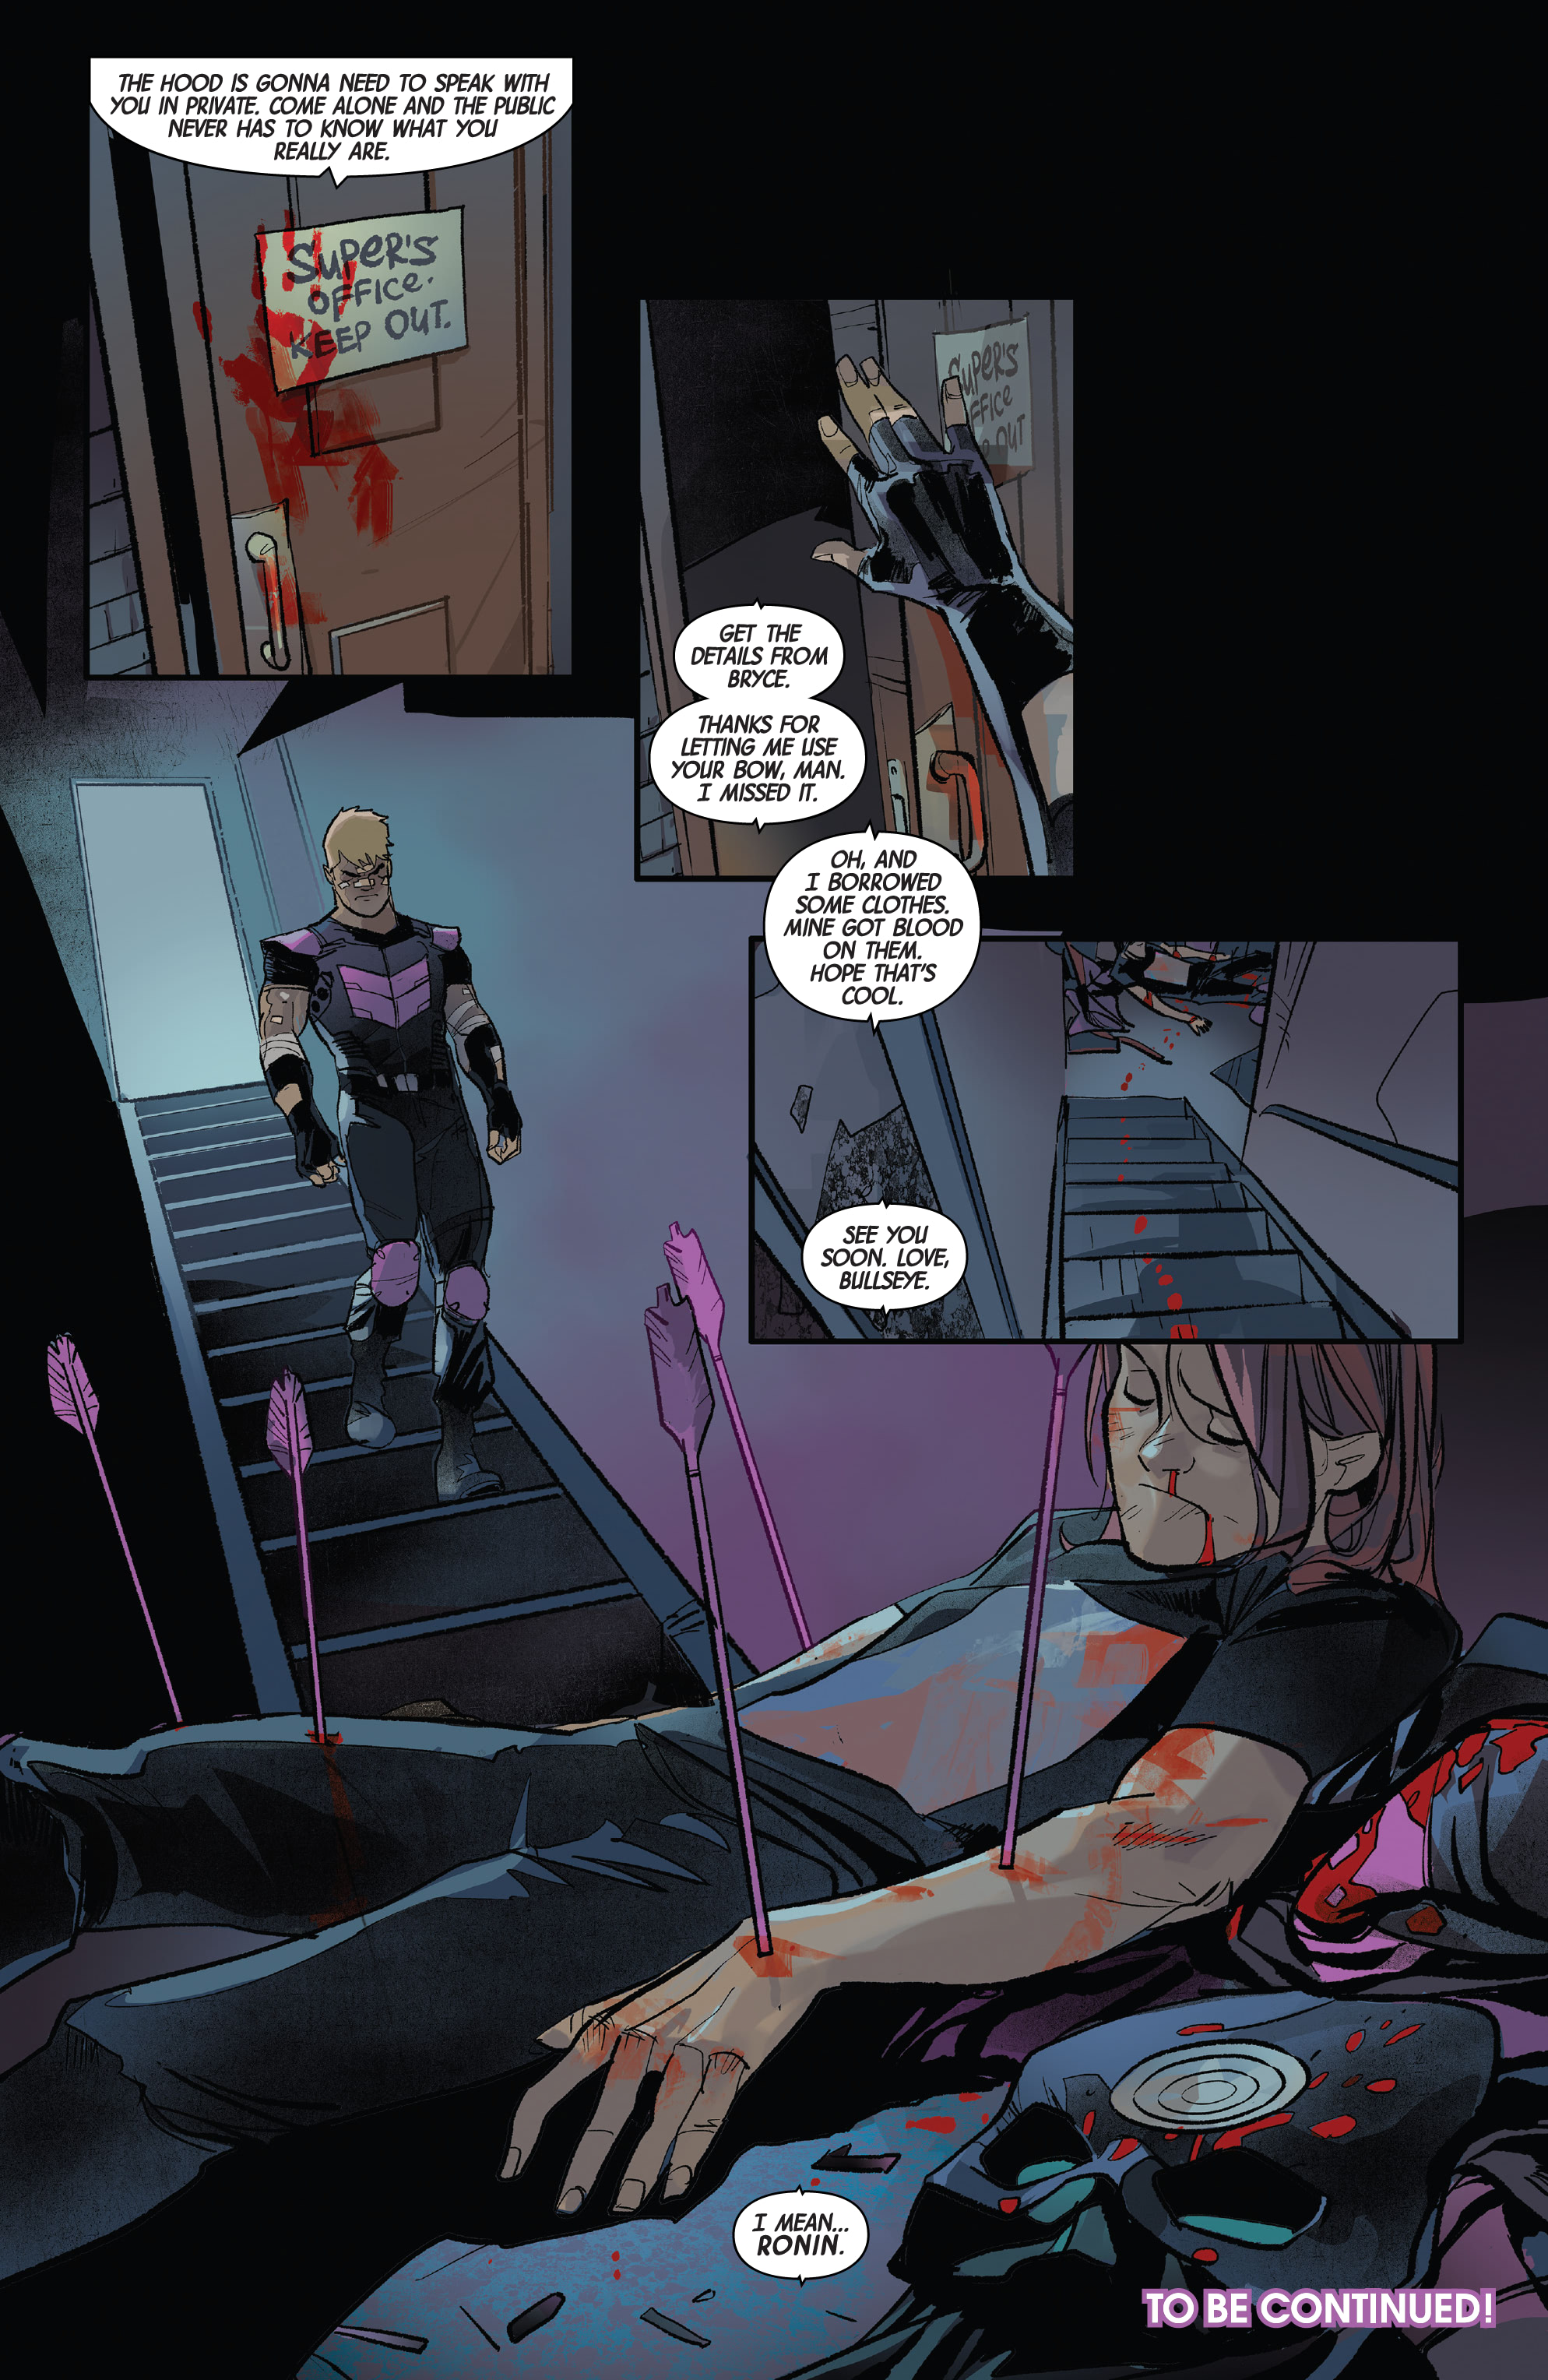 THE HOOD IS GONNA NEED TO SPEAK WITH
YOU IN PRIVATE. COME ALONE AND THE PUBLIC
NEVER HAS TO KNOW WHAT YOU
REALLY ARE.
SUPER'S
OFFICE.
KEEP OUT.
SUPER'S
FFICE
OUT
GET THE
DETAILS FROM
BRYCE.
THANKS FOR
LETTING ME USE
YOUR BOW, MAN.
I MISSED IT.
OH, AND
I BORROWED
SOME CLOTHES.
MINE GOT BLOOD
ON THEM.
HOPE THAT'S
COOL.
SEE YOU
SOON. LOVE,
BULLSEYE.
I MEAN...
RONIN.
TO BE CONTINUED!